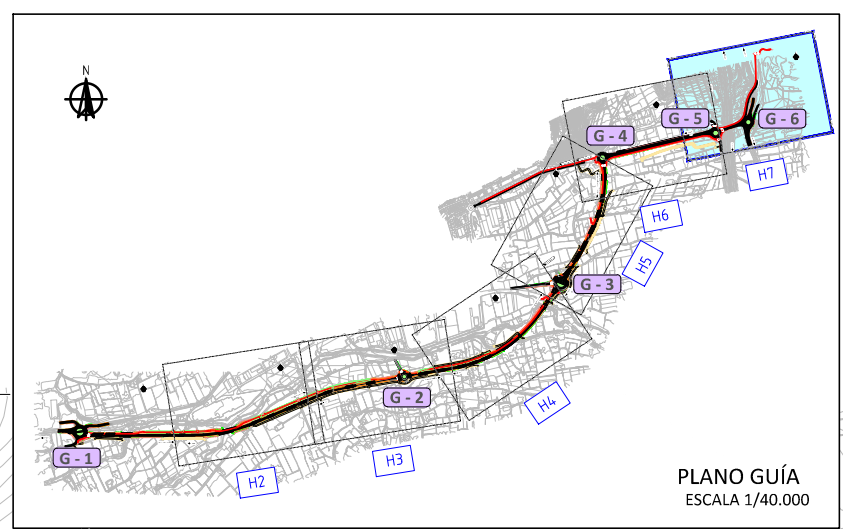 N
G - 5
G - 6
G - 4
H7
H6
H5
G - 3
G - 2
H4
G - 1
H3
H2
PLANO GUÍA
ESCALA 1/40.000